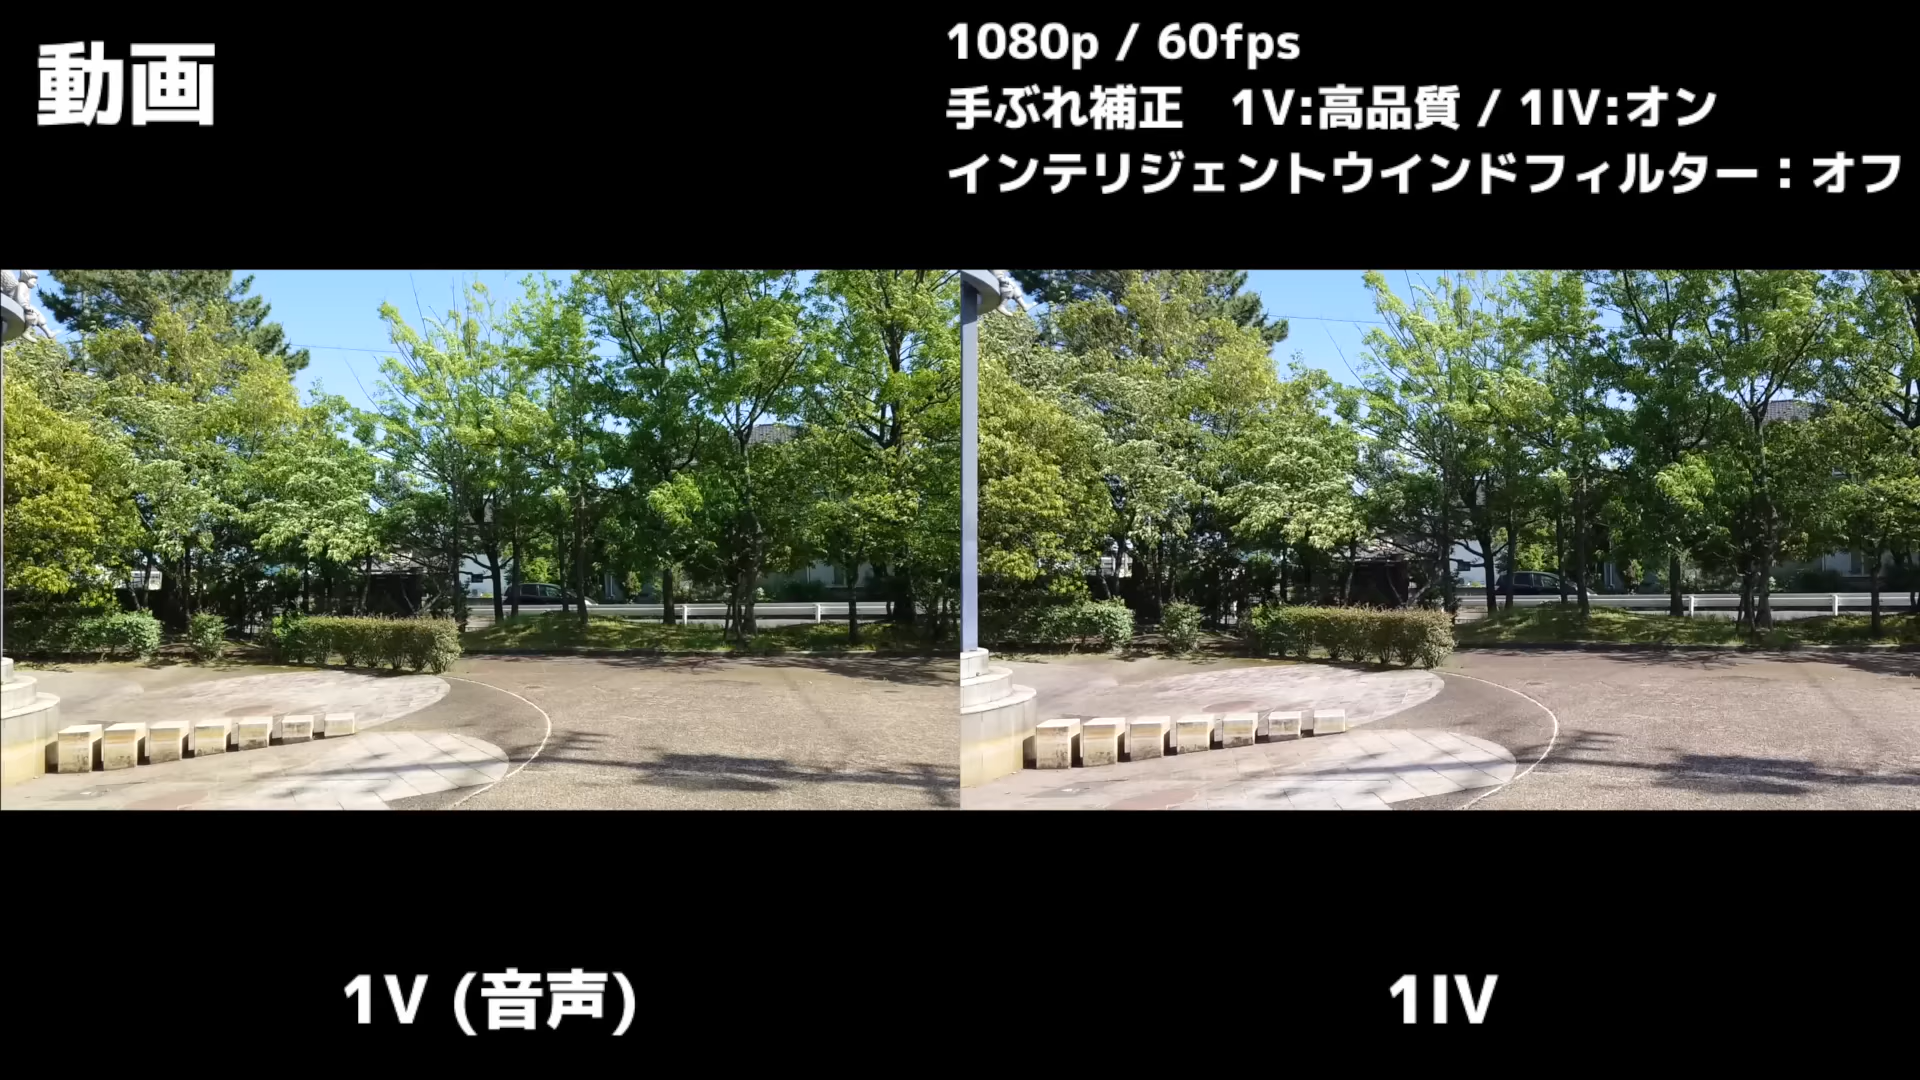 動画
1080p / 60fps
手ぶれ補正　1V:高品質 / 1IV:オン
インテリジェントウインドフィルター：オフ
1V (音声)
1IV